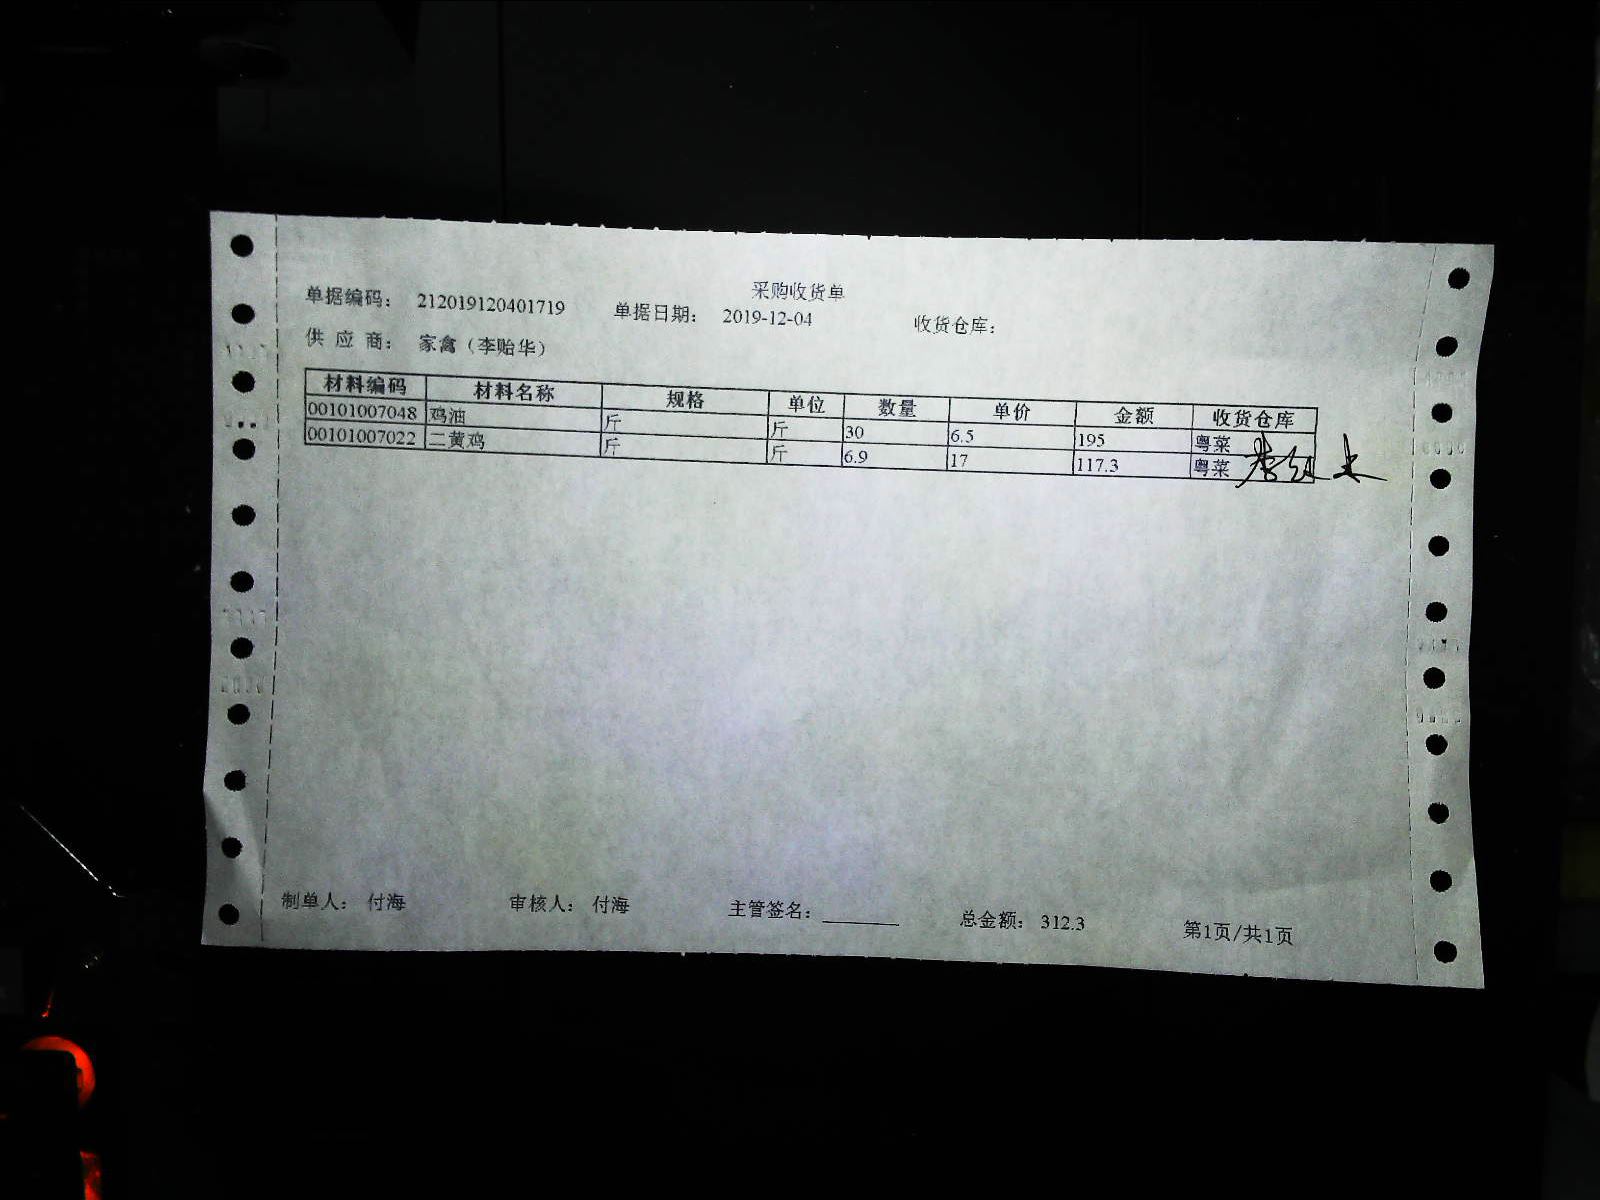 采购收货单
单据编码： 212019120401719 单据日期： 2019-12-04 收货仓库：
供 应 商： 家禽（李贻华）
材料编码 材料名称 规格 单位 数量 单价 金额 收货仓库
00101007048 鸡油 斤 斤 30 6.5 195 粤菜
00101007022 二黄鸡 斤 斤 6.9 17 117.3 粤菜
制单人： 付海 审核人： 付海 主管签名： 总金额： 312.3 第1页/共1页